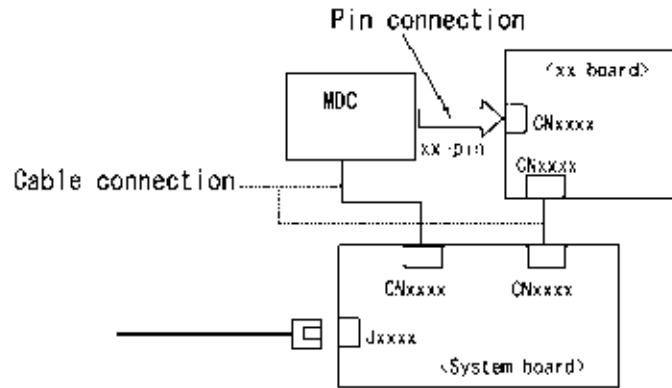 Pin connection
<xx board>
MDC
CNxxxx
xx-pin
CNxxxx
Cable connection
CNxxxx
CNxxxx
Jxxxx
<System board>